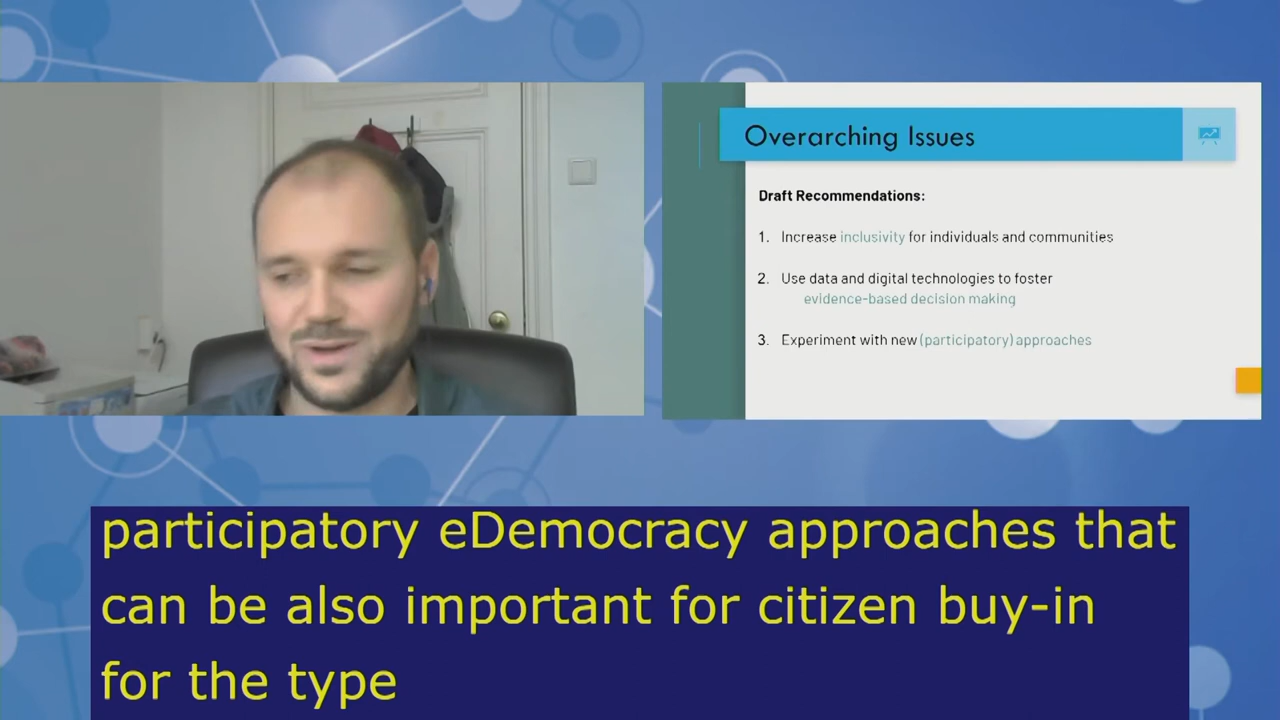 Overarching Issues
Draft Recommendations:
1. Increase inclusivity for individuals and communities
2. Use data and digital technologies to foster
evidence-based decision making
3. Experiment with new (participatory) approaches
participatory eDemocracy approaches that
can be also important for citizen buy-in
for the type